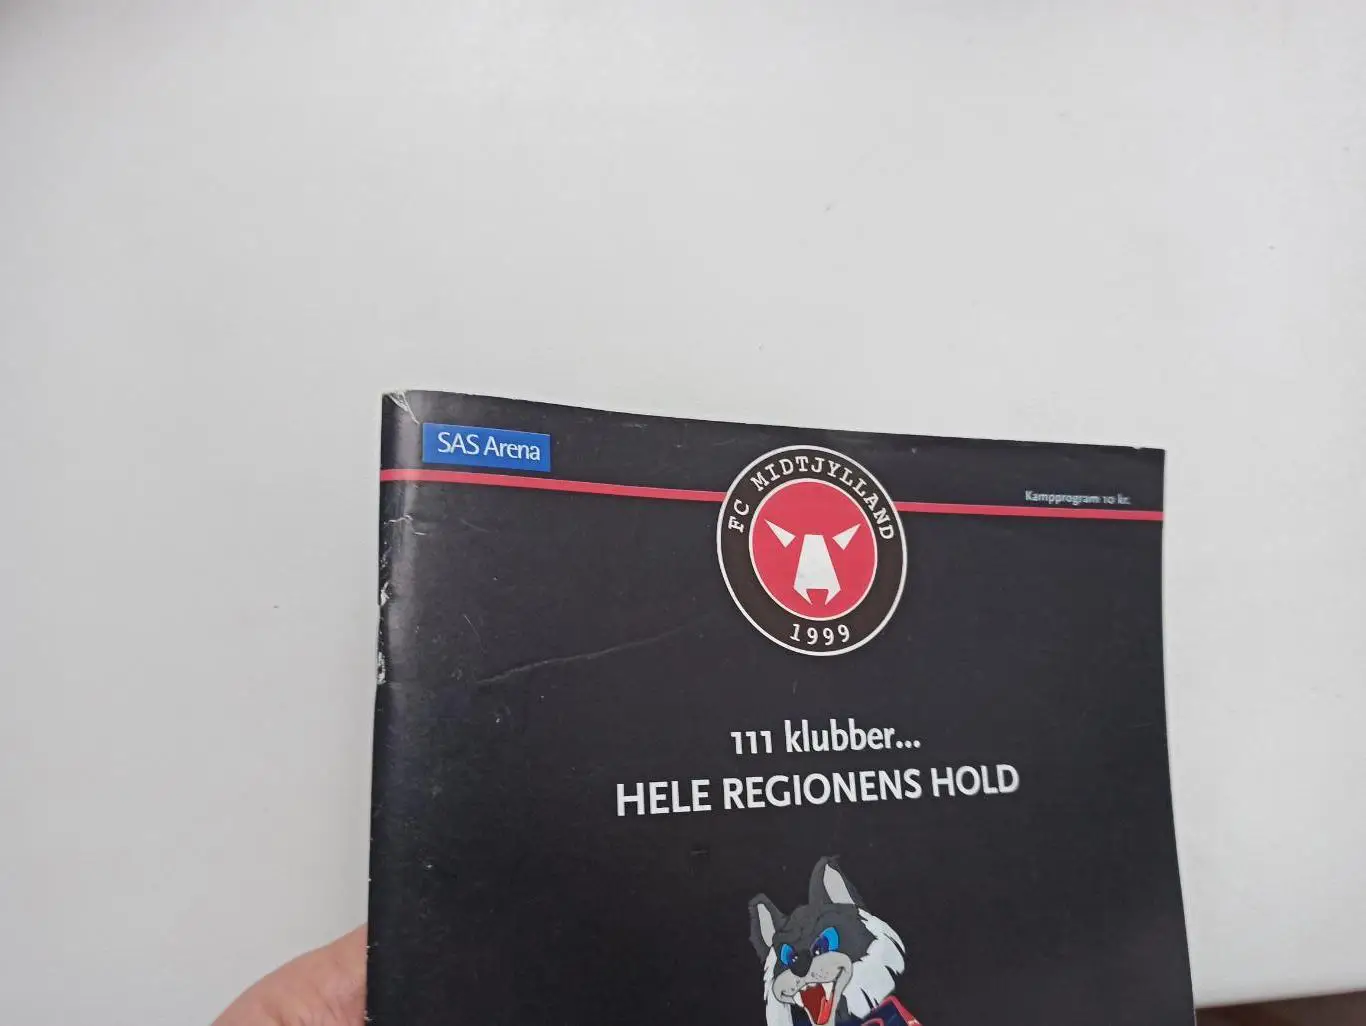 SAS Arena
FC MIDTJYLLAND
1999
Kampprogram 10 kr.
111 klubber...
HELE REGIONENS HOLD